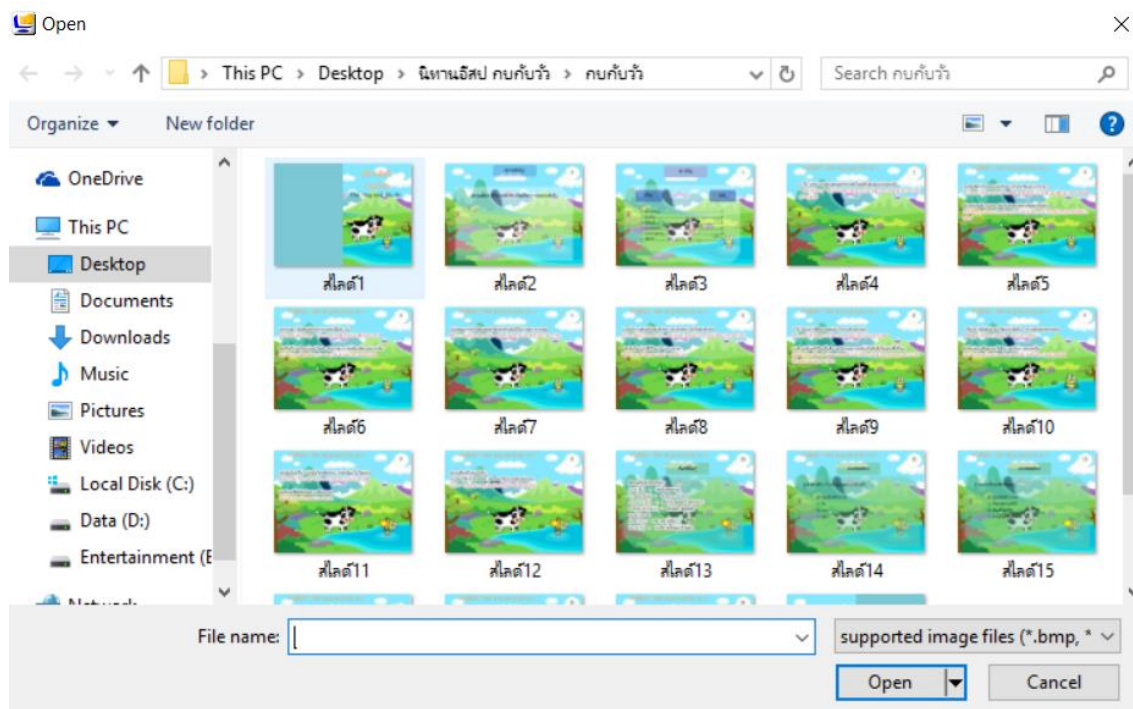 Open
This PC > Desktop > นิทานอีสป กบกับวัว > กบกับวัว
Search กบกับวัว
Organize
New folder
OneDrive
This PC
Desktop
Documents
Downloads
Music
Pictures
Videos
Local Disk (C:)
Data (D:)
Entertainment (E
Network
สไลด์1
สไลด์2
สไลด์3
สไลด์4
สไลด์5
สไลด์6
สไลด์7
สไลด์8
สไลด์9
สไลด์10
สไลด์11
สไลด์12
สไลด์13
สไลด์14
สไลด์15
File name:
supported image files (*.bmp, *
Open
Cancel